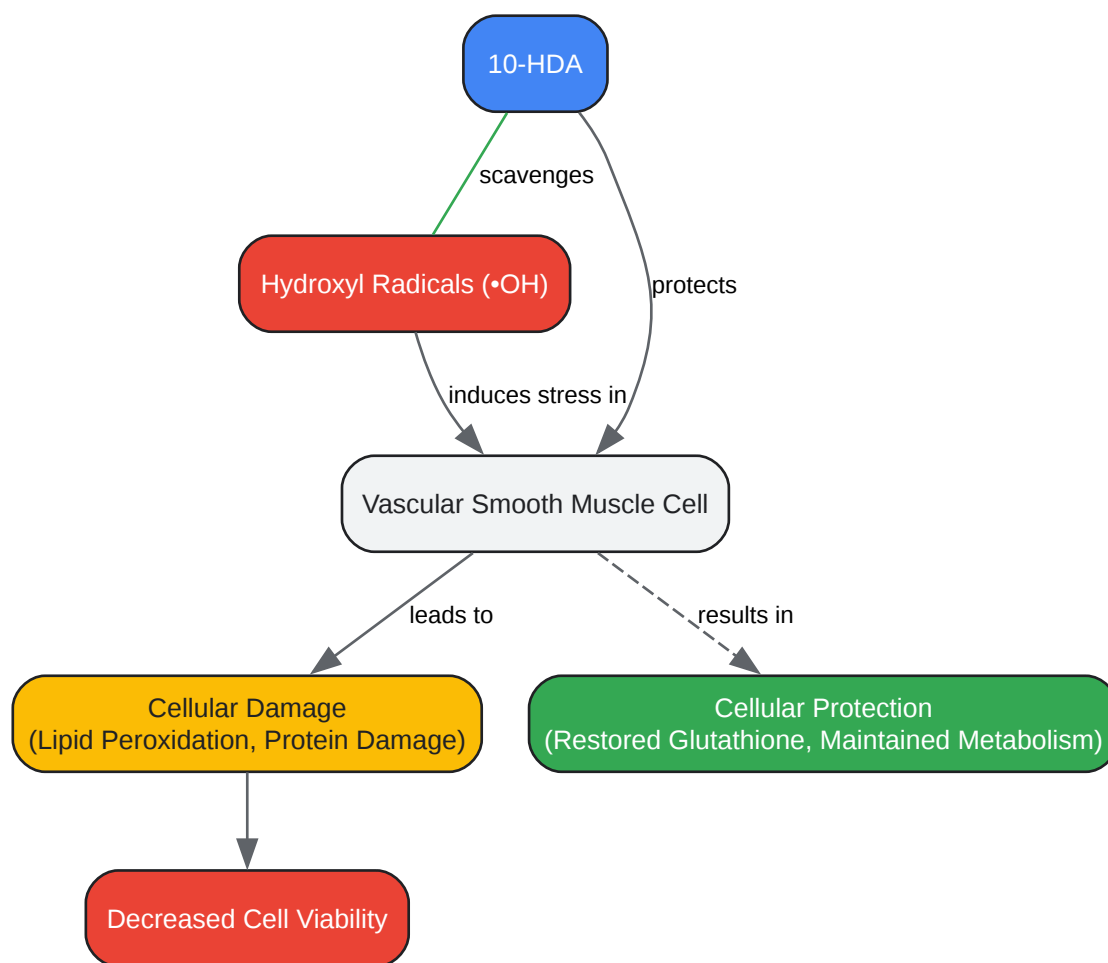 10-HDA
scavenges
Hydroxyl Radicals (•OH)
protects
induces stress in
Vascular Smooth Muscle Cell
leads to
results in
Cellular Damage
(Lipid Peroxidation, Protein Damage)
Cellular Protection
(Restored Glutathione, Maintained Metabolism)
Decreased Cell Viability